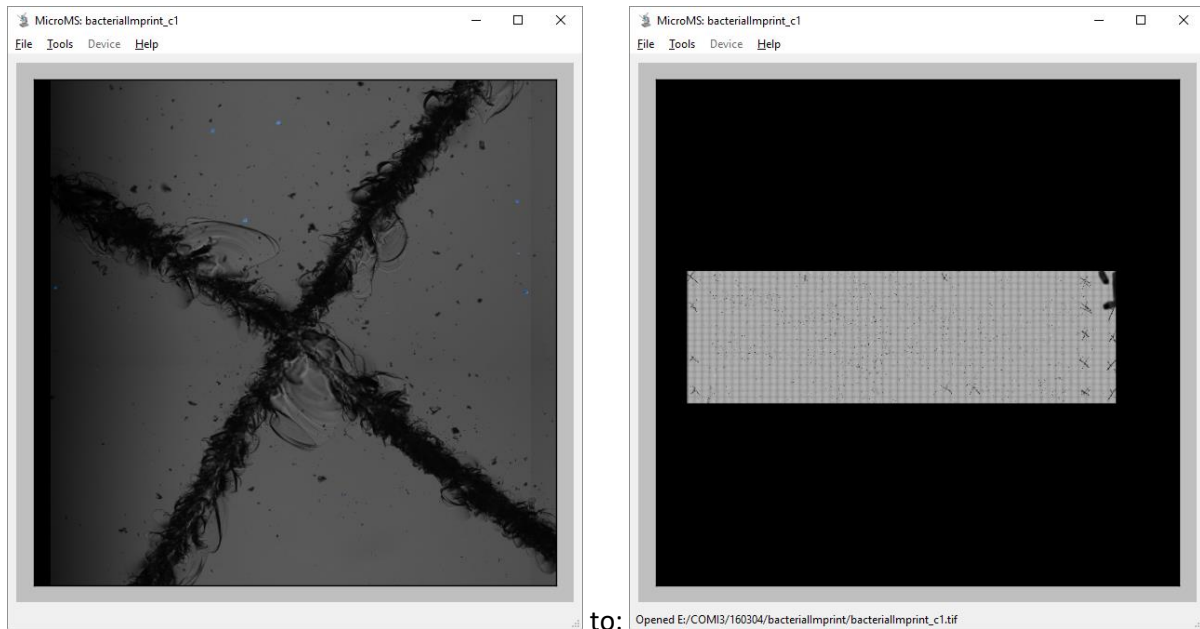 MicroMS: bacterialImprint_c1
File Tools Device Help
to:
MicroMS: bacterialImprint_c1
File Tools Device Help
Opened E:/COMI3/160304/bacterialImprint/bacterialImprint_c1.tif